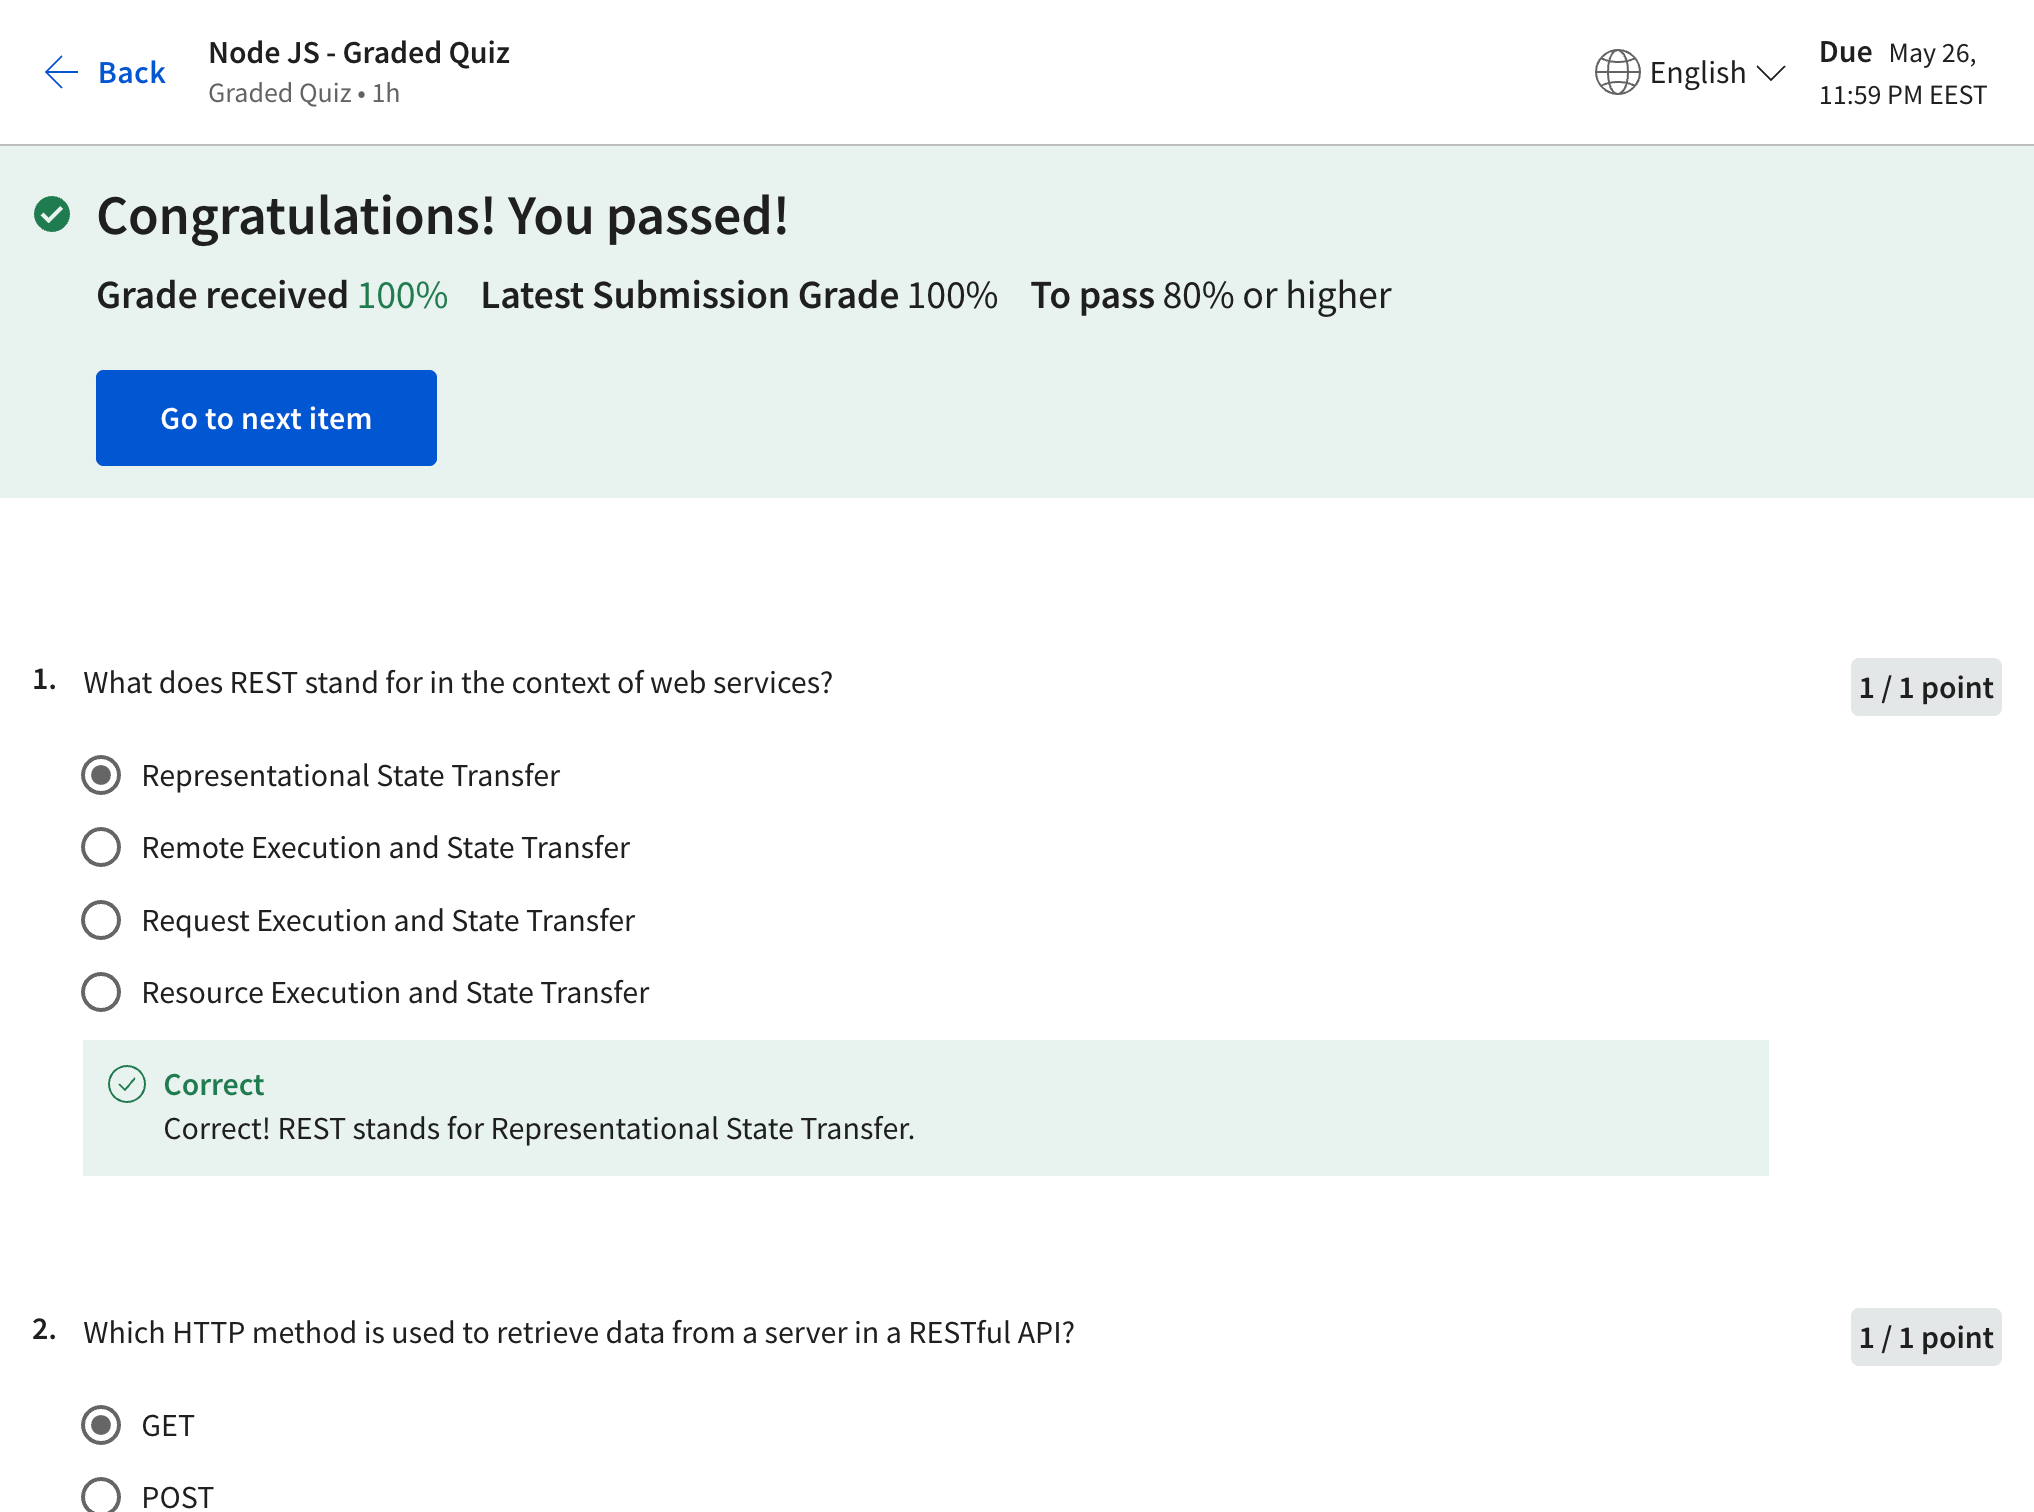 Back
Node JS - Graded Quiz
Graded Quiz • 1h
English
Due May 26,
11:59 PM EEST
Congratulations! You passed!
Grade received 100% Latest Submission Grade 100% To pass 80% or higher
Go to next item
1. What does REST stand for in the context of web services?
1 / 1 point
Representational State Transfer
Remote Execution and State Transfer
Request Execution and State Transfer
Resource Execution and State Transfer
Correct
Correct! REST stands for Representational State Transfer.
2. Which HTTP method is used to retrieve data from a server in a RESTful API?
1 / 1 point
GET
POST